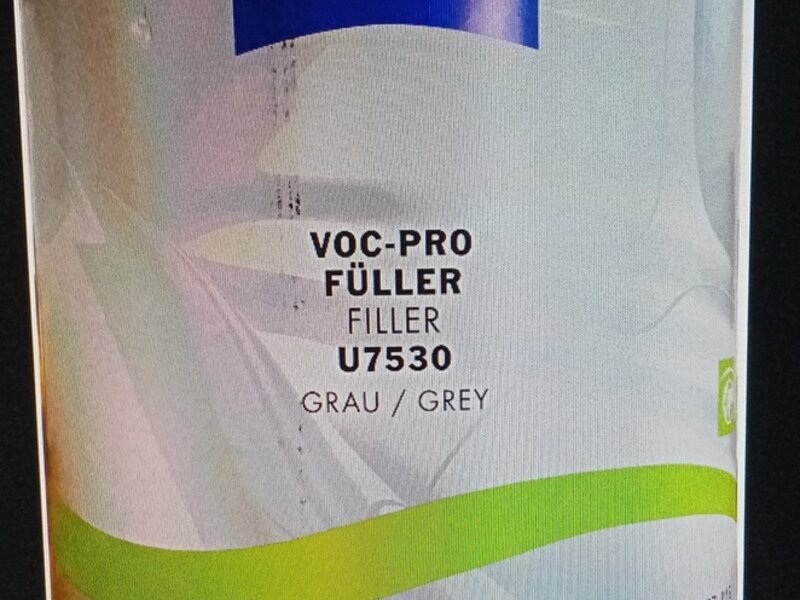 VOC-PRO
FÜLLER
FILLER
U7530
GRAU / GREY